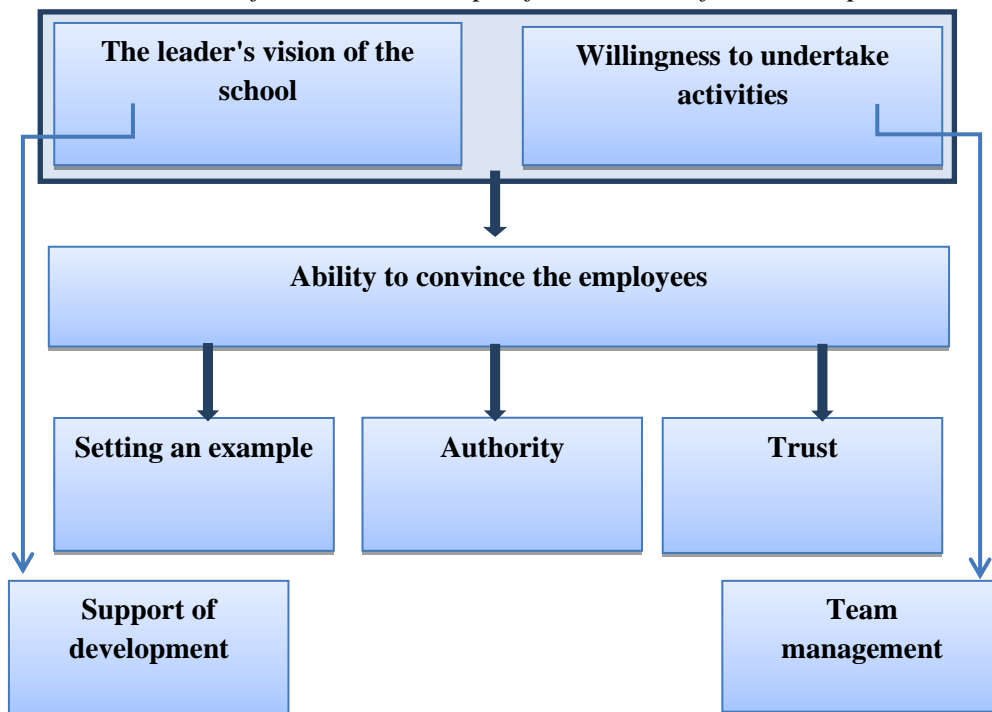 The leader's vision of the
school
Willingness to undertake
activities
Ability to convince the employees
Setting an example
Authority
Trust
Support of
development
Team
management